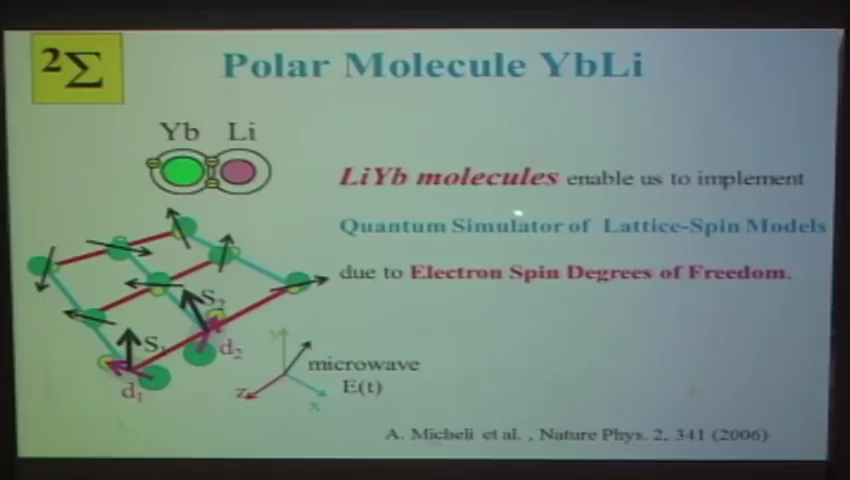 ²Σ
Polar Molecule YbLi
Yb Li
LiYb molecules enable us to implement
Quantum Simulator of Lattice-Spin Models
due to Electron Spin Degrees of Freedom.
S₂
S₁
d₂
d₁
y
z
x
microwave
E(t)
A. Micheli et al. , Nature Phys. 2, 341 (2006)